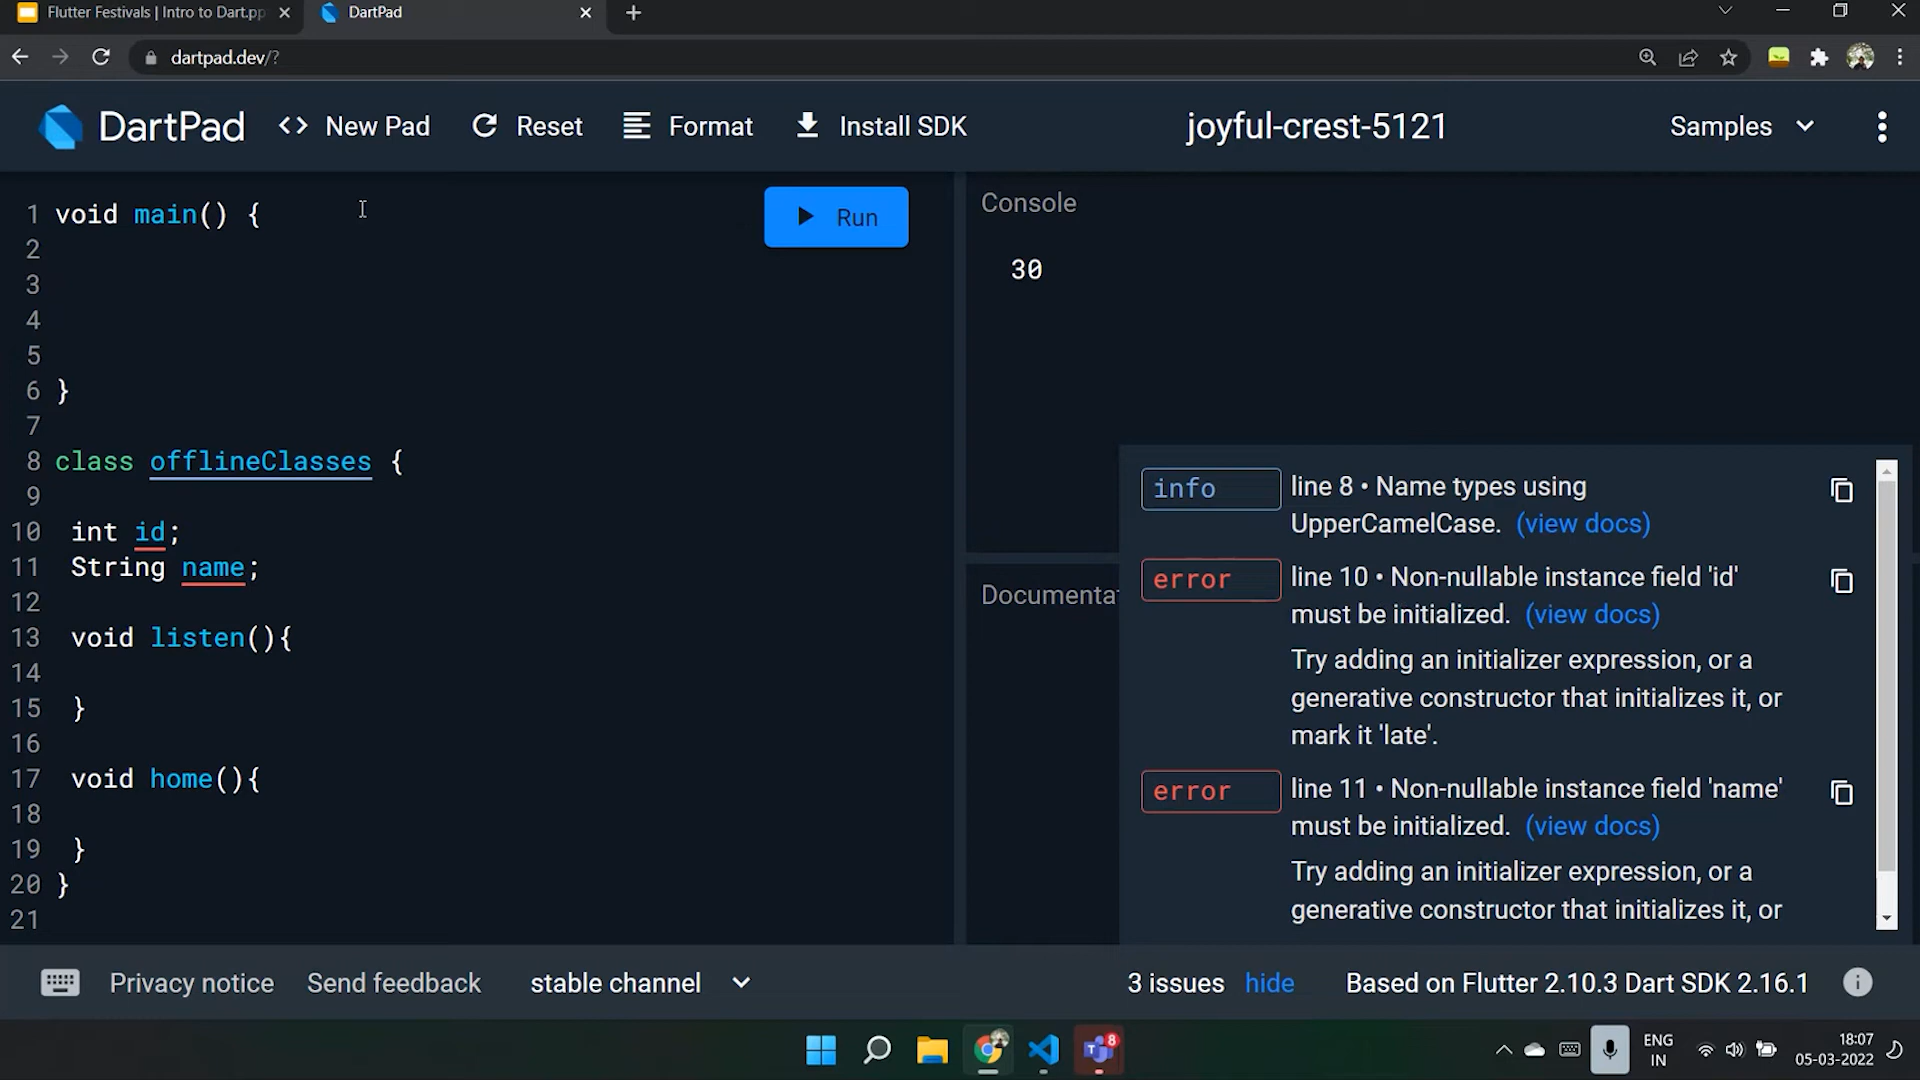 Flutter Festivals | Intro to Dart.pp
DartPad
dartpad.dev/?
DartPad
<> New Pad
Reset
Format
Install SDK
joyful-crest-5121
Samples
1 void main() {
2
3
4
5
6 }
7
8 class offlineClasses {
9
10 int id;
11 String name;
12
13 void listen(){
14
15 }
16
17 void home(){
18
19 }
20 }
21
Run
Console
30
Documentat
info line 8 • Name types using
UpperCamelCase. (view docs)
error line 10 • Non-nullable instance field 'id'
must be initialized. (view docs)
Try adding an initializer expression, or a
generative constructor that initializes it, or
mark it 'late'.
error line 11 • Non-nullable instance field 'name'
must be initialized. (view docs)
Try adding an initializer expression, or a
generative constructor that initializes it, or
Privacy notice
Send feedback
stable channel
3 issues hide
Based on Flutter 2.10.3 Dart SDK 2.16.1
8
ENG
IN
18:07
05-03-2022